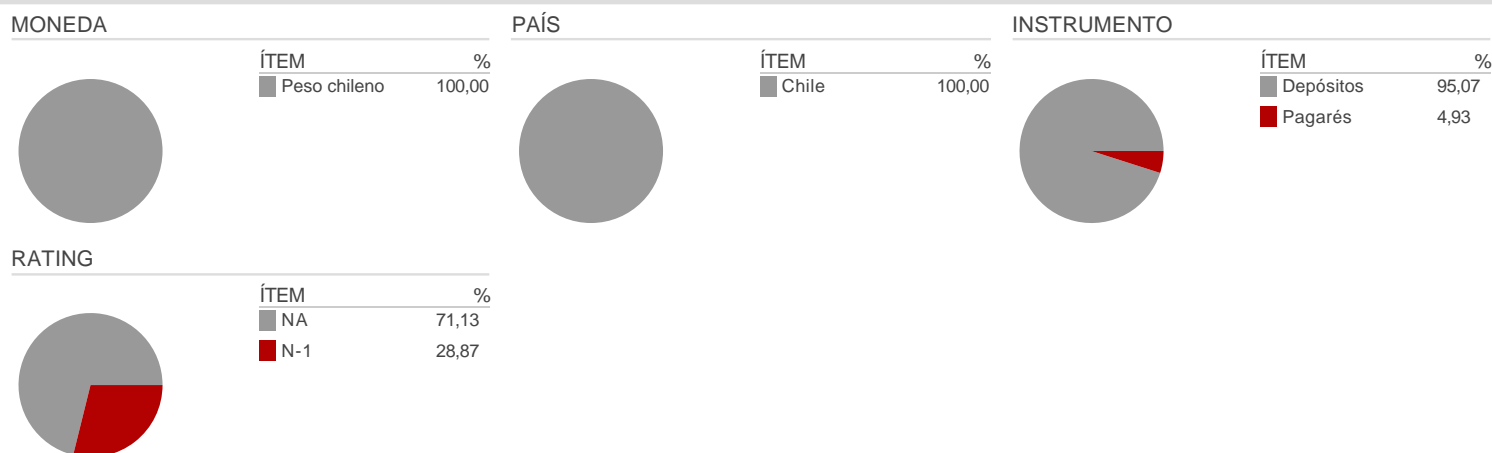 MONEDA
ÍTEM %
Peso chileno 100,00
PAÍS
ÍTEM %
Chile 100,00
INSTRUMENTO
ÍTEM %
Depósitos 95,07
Pagarés 4,93
RATING
ÍTEM %
NA 71,13
N-1 28,87